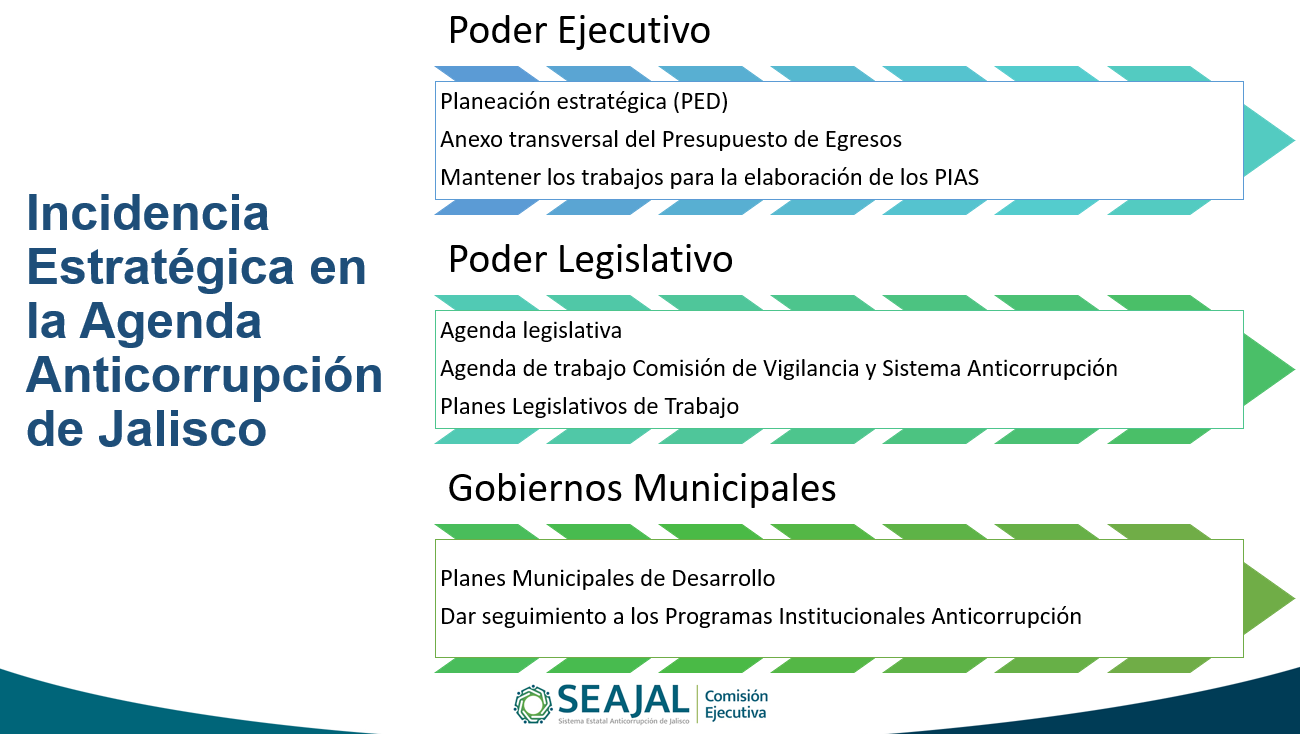 Incidencia
Estratégica en
la Agenda
Anticorrupción
de Jalisco
Poder Ejecutivo
Planeación estratégica (PED)
Anexo transversal del Presupuesto de Egresos
Mantener los trabajos para la elaboración de los PIAS
Poder Legislativo
Agenda legislativa
Agenda de trabajo Comisión de Vigilancia y Sistema Anticorrupción
Planes Legislativos de Trabajo
Gobiernos Municipales
Planes Municipales de Desarrollo
Dar seguimiento a los Programas Institucionales Anticorrupción
SEAJAL
Sistema Estatal Anticorrupción de Jalisco
Comisión
Ejecutiva